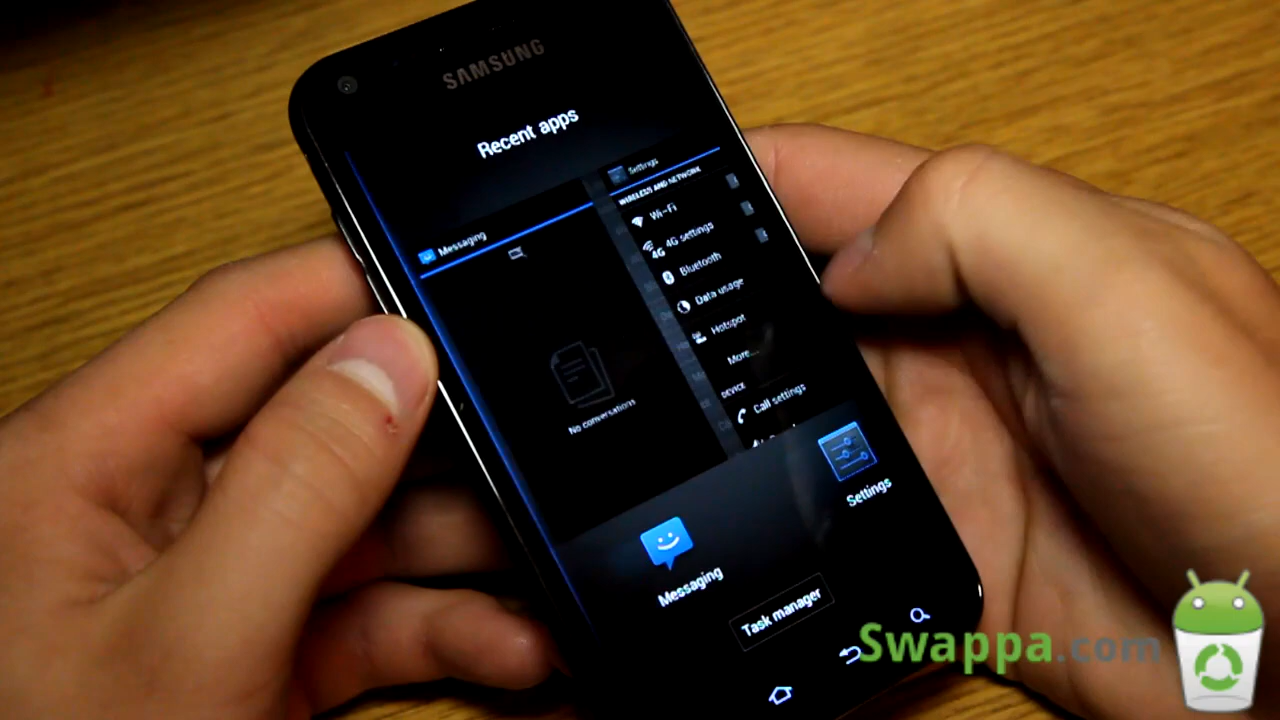 SAMSUNG
Recent apps
Messaging
No conversations
Settings
WIRELESS AND NETWORK
Wi-Fi
4G
4G settings
Bluetooth
Data usage
Hotspot
More...
DEVICE
Call settings
Messaging
Settings
Task manager
Swappa.com